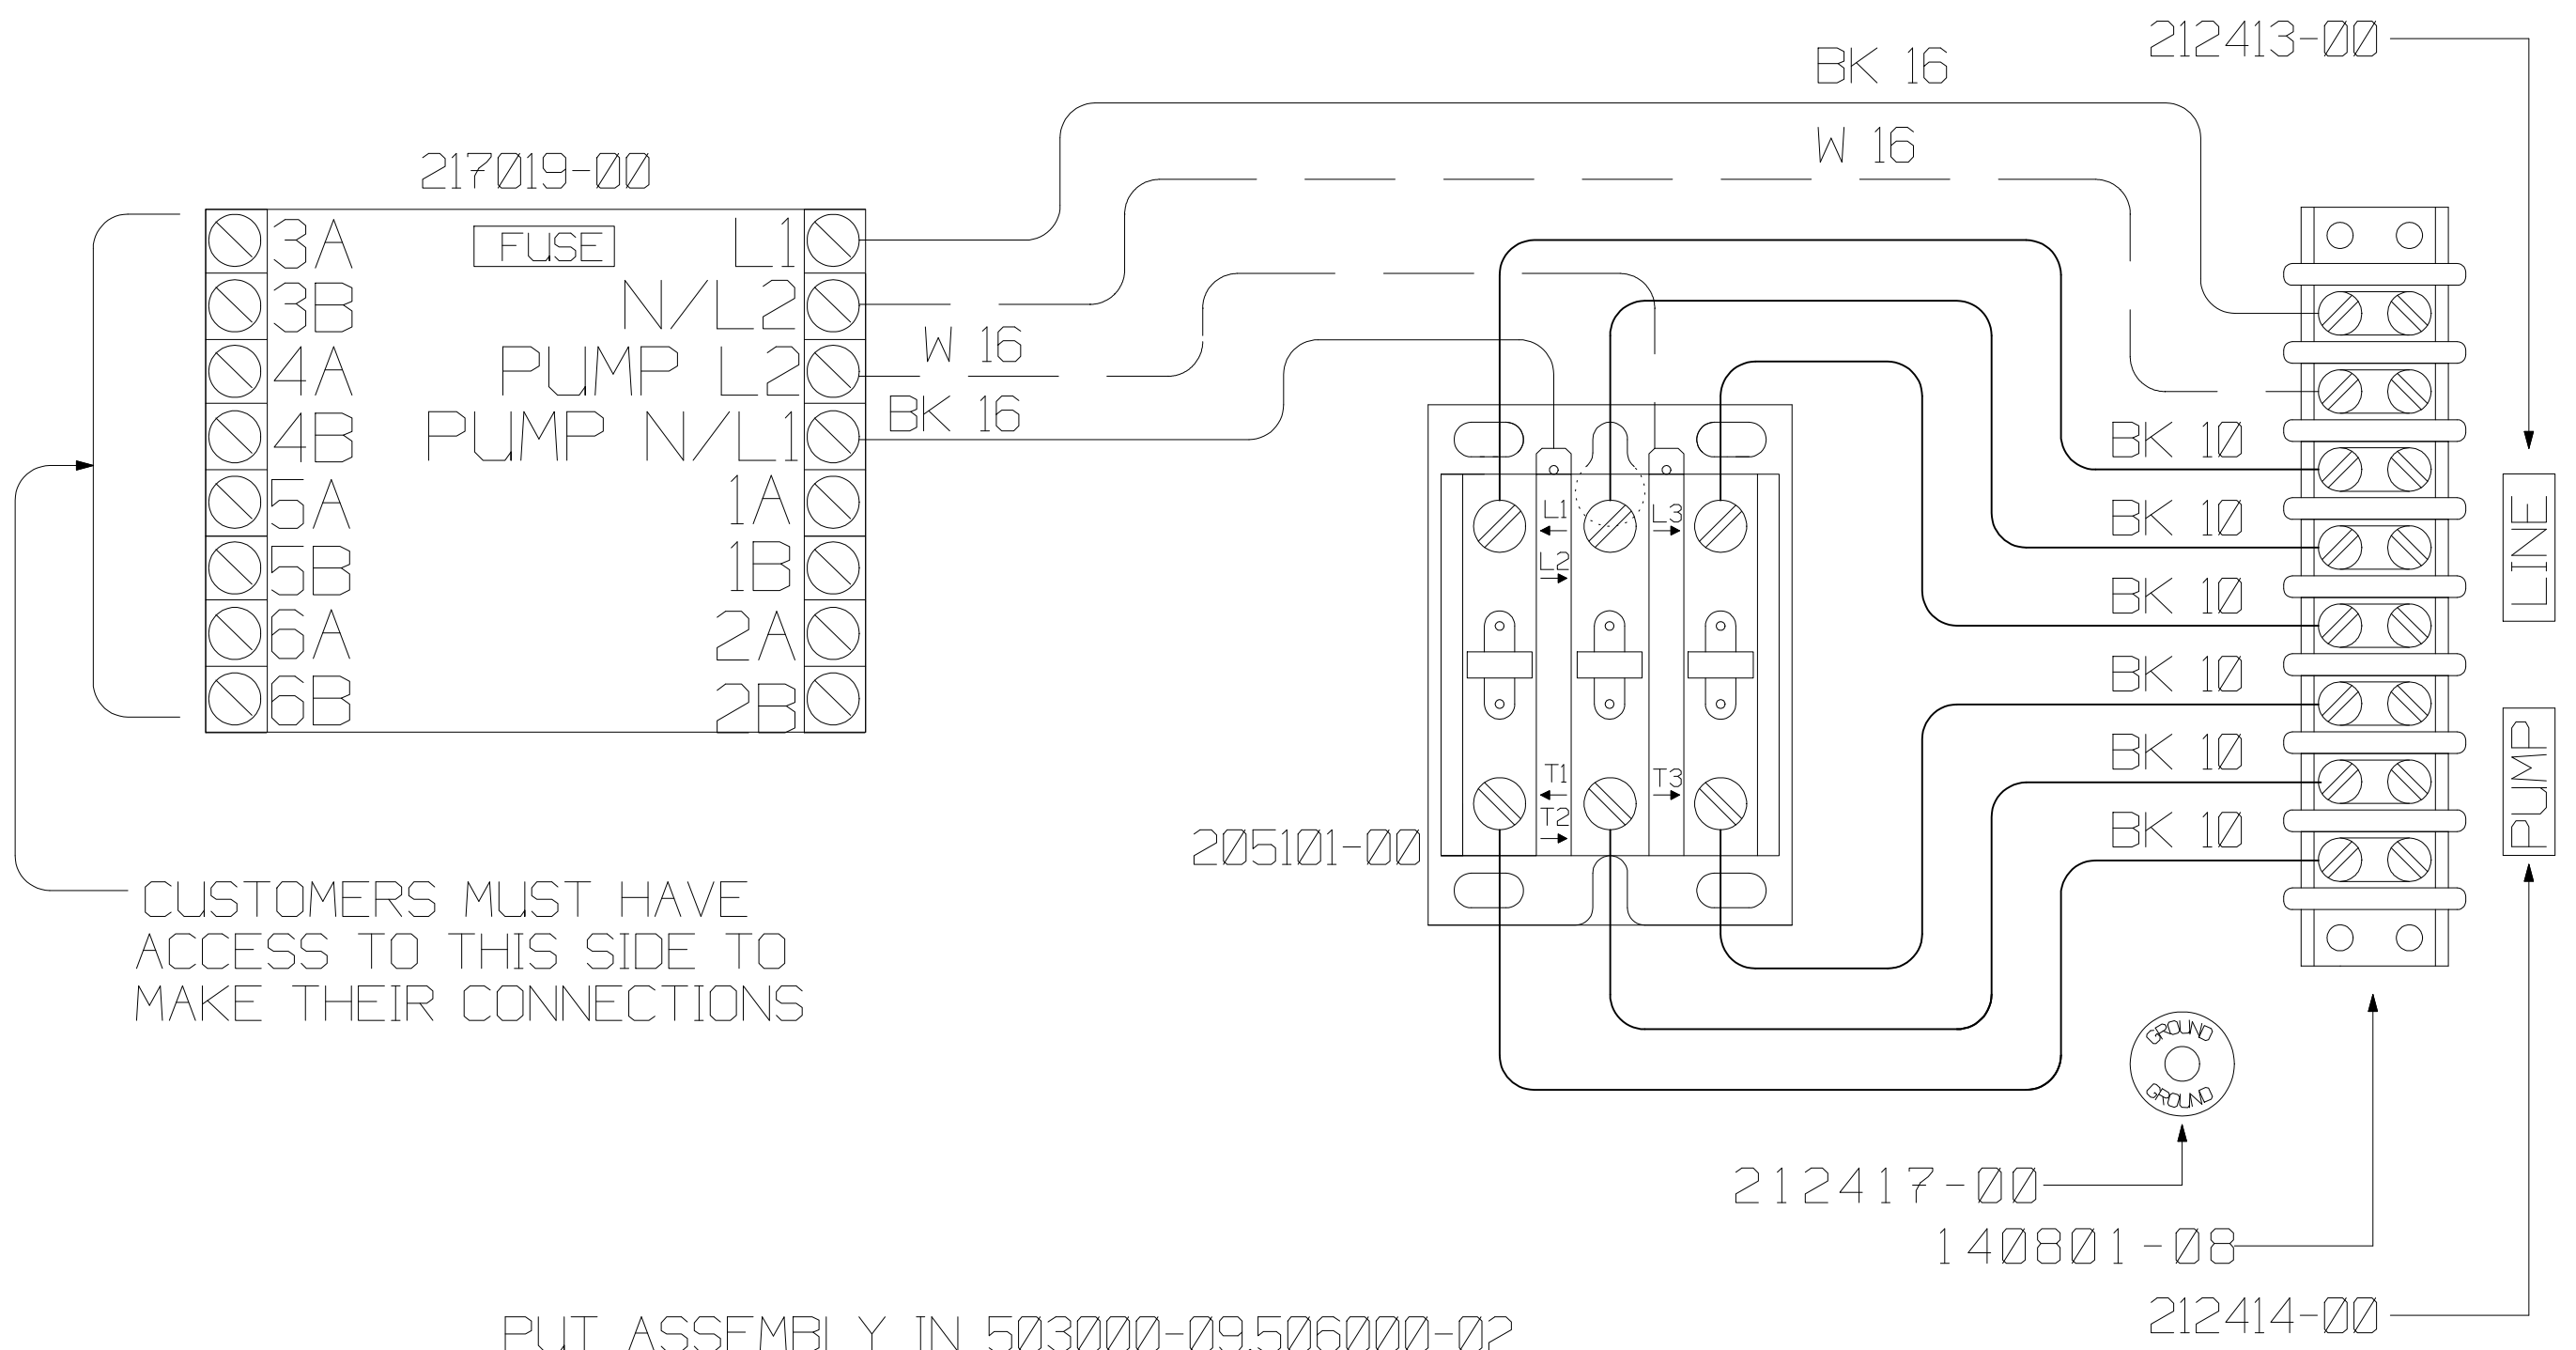 212413-00
BK 16
W 16
217019-00
3A FUSE L1
3B N/L2
4A PUMP L2
4B PUMP N/L1
5A 1A
5B 1B
6A 2A
6B 2B
W 16
BK 16
L1
L2
L3
T1
T2
T3
205101-00
BK 10
BK 10
BK 10
BK 10
BK 10
BK 10
LINE
PUMP
CUSTOMERS MUST HAVE
ACCESS TO THIS SIDE TO
MAKE THEIR CONNECTIONS
GROUND
GROUND
212417-00
140801-08
212414-00
PUT ASSEMBLY IN 503000-09,506000-02